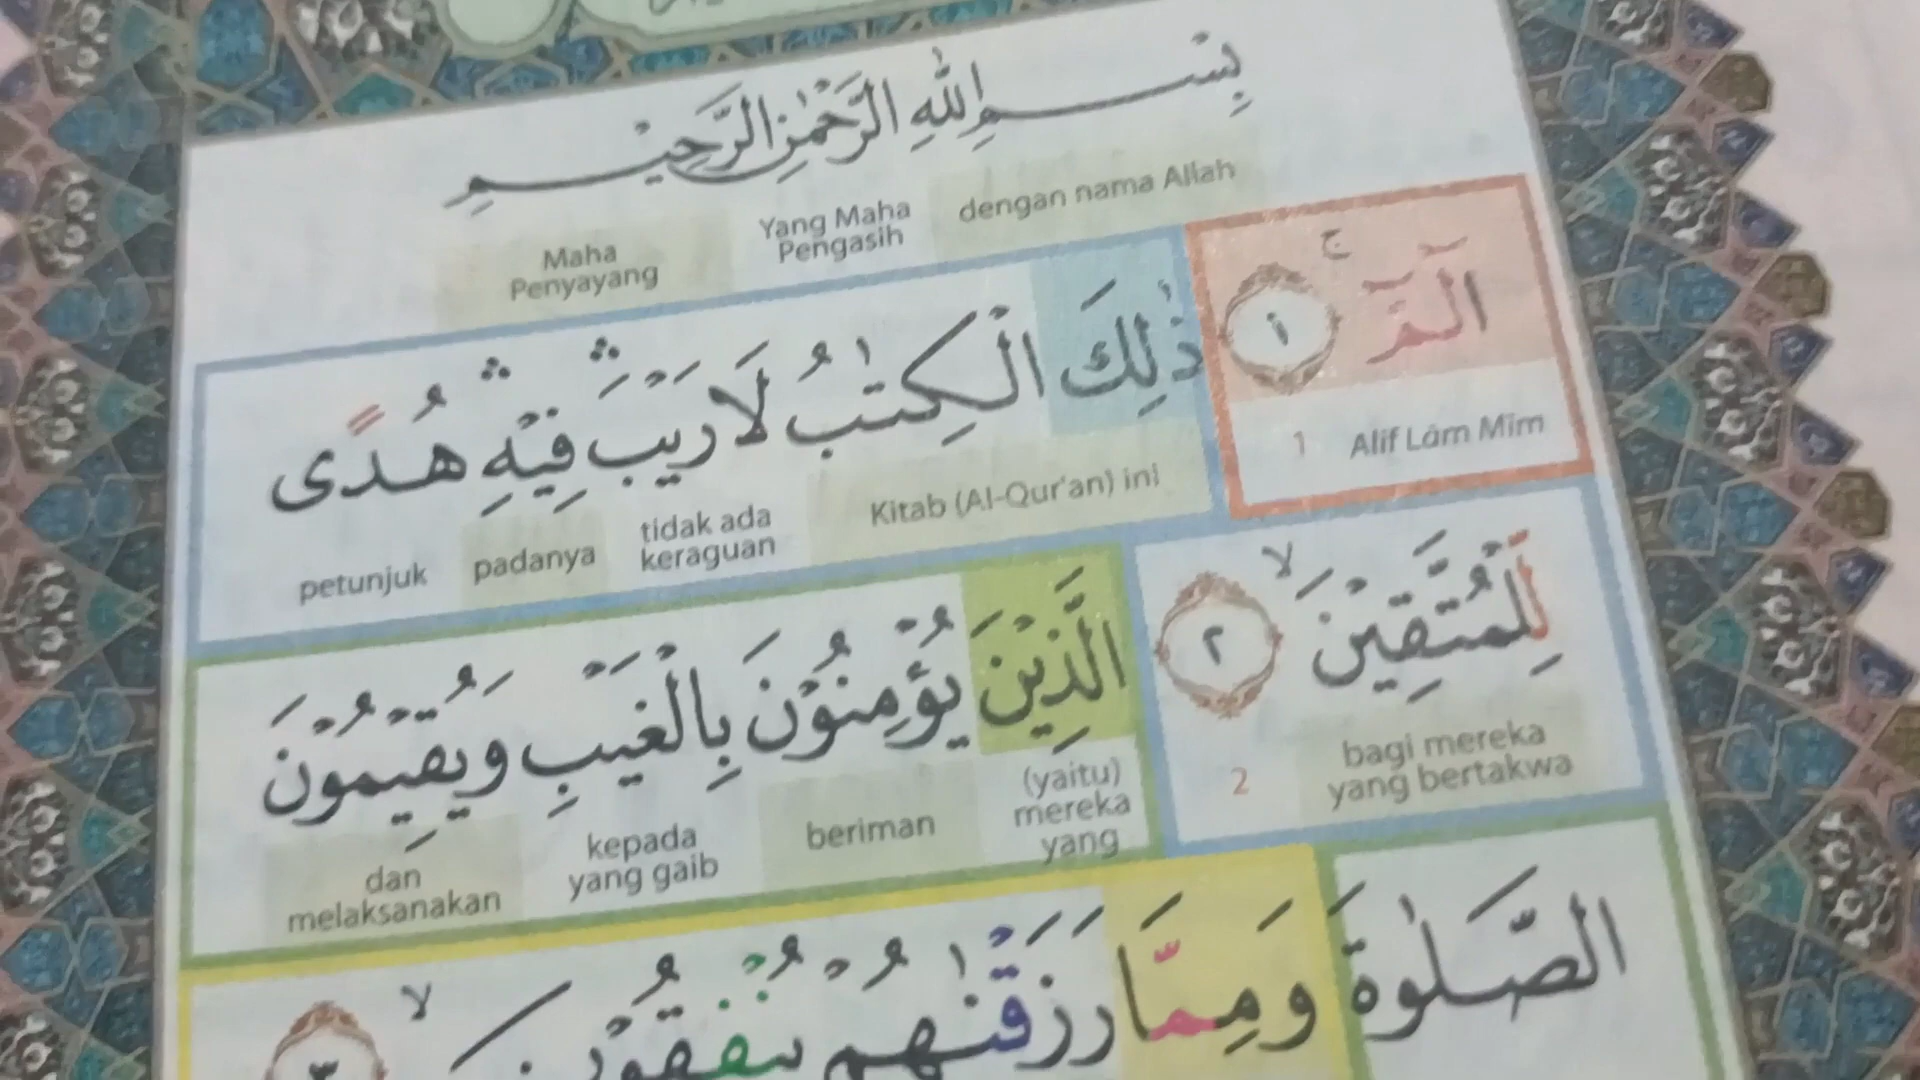 بِسْمِ اللّٰهِ الرَّحْمٰنِ الرَّحِيْمِ
dengan nama Allah Yang Maha Pengasih Maha Penyayang
الۤمّۤ ۚ ١ ذٰلِكَ الْكِتٰبُ لَا رَيْبَ ۛ فِيْهِ ۛ هُدًى
1 Alif Lām Mīm Kitab (Al-Qur'an) ini tidak ada keraguan padanya petunjuk
لِّلْمُتَّقِيْنَ ۙ ٢ الَّذِيْنَ يُؤْمِنُوْنَ بِالْغَيْبِ وَيُقِيْمُوْنَ
bagi mereka yang bertakwa 2 (yaitu) mereka yang beriman kepada yang gaib dan melaksanakan
الصَّلٰوةَ وَمِمَّا رَزَقْنٰهُمْ يُنْفِقُوْنَ ۙ ٣